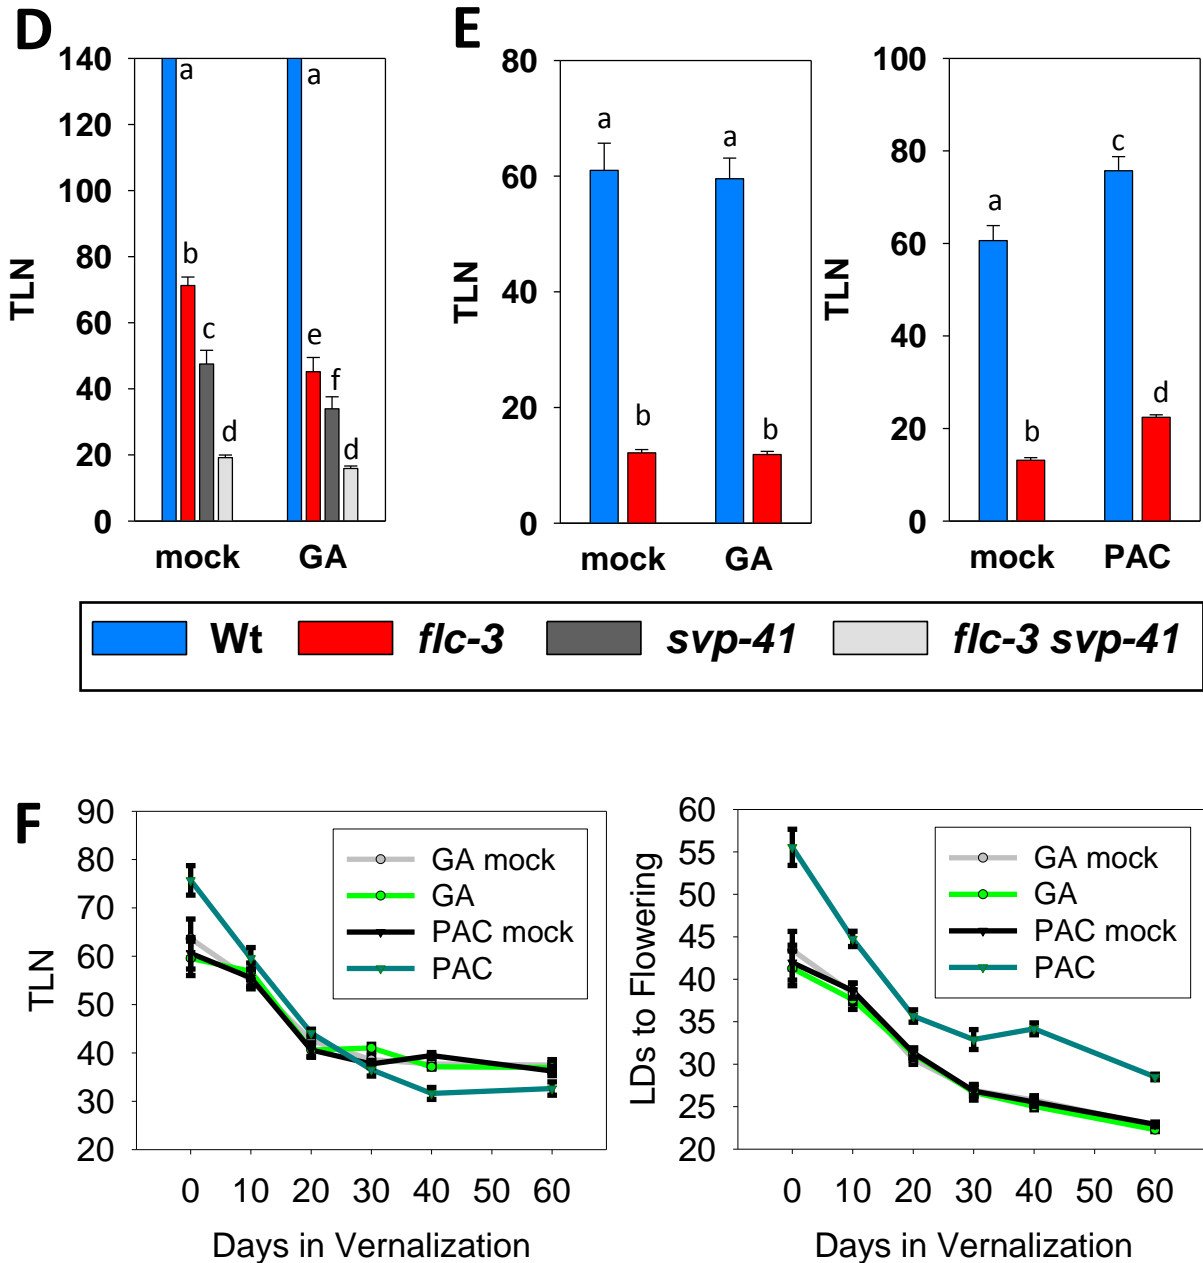 D
140
120
100
80
60
40
20
0
TLN
a
b
c
d
a
e
f
d
mock
GA
E
80
60
40
20
0
TLN
a
b
a
b
mock
GA
100
80
60
40
20
0
TLN
a
b
c
d
mock
PAC
Wt
flc-3
svp-41
flc-3 svp-41
F
90
80
70
60
50
40
30
20
TLN
GA mock
GA
PAC mock
PAC
0 10 20 30 40 50 60
Days in Vernalization
60
55
50
45
40
35
30
25
20
LDs to Flowering
GA mock
GA
PAC mock
PAC
0 10 20 30 40 50 60
Days in Vernalization